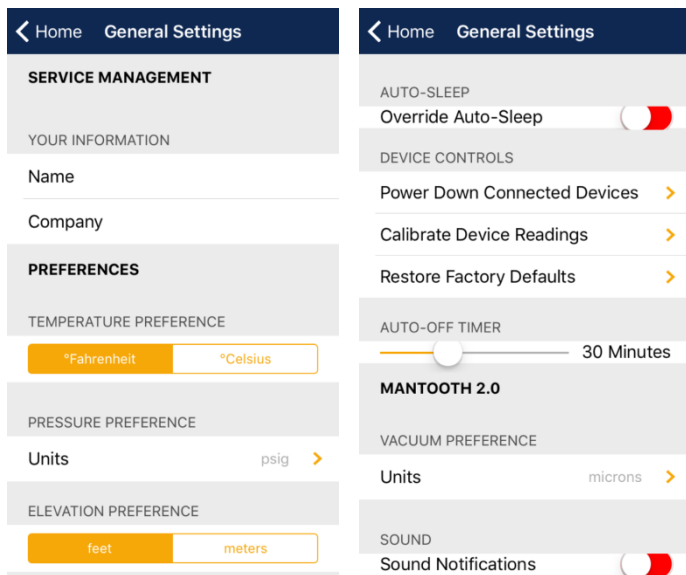 Home General Settings
SERVICE MANAGEMENT
YOUR INFORMATION
Name
Company
PREFERENCES
TEMPERATURE PREFERENCE
°Fahrenheit °Celsius
PRESSURE PREFERENCE
Units psig
ELEVATION PREFERENCE
feet meters
Home General Settings
AUTO-SLEEP
Override Auto-Sleep
DEVICE CONTROLS
Power Down Connected Devices
Calibrate Device Readings
Restore Factory Defaults
AUTO-OFF TIMER
30 Minutes
MANTOOTH 2.0
VACUUM PREFERENCE
Units microns
SOUND
Sound Notifications